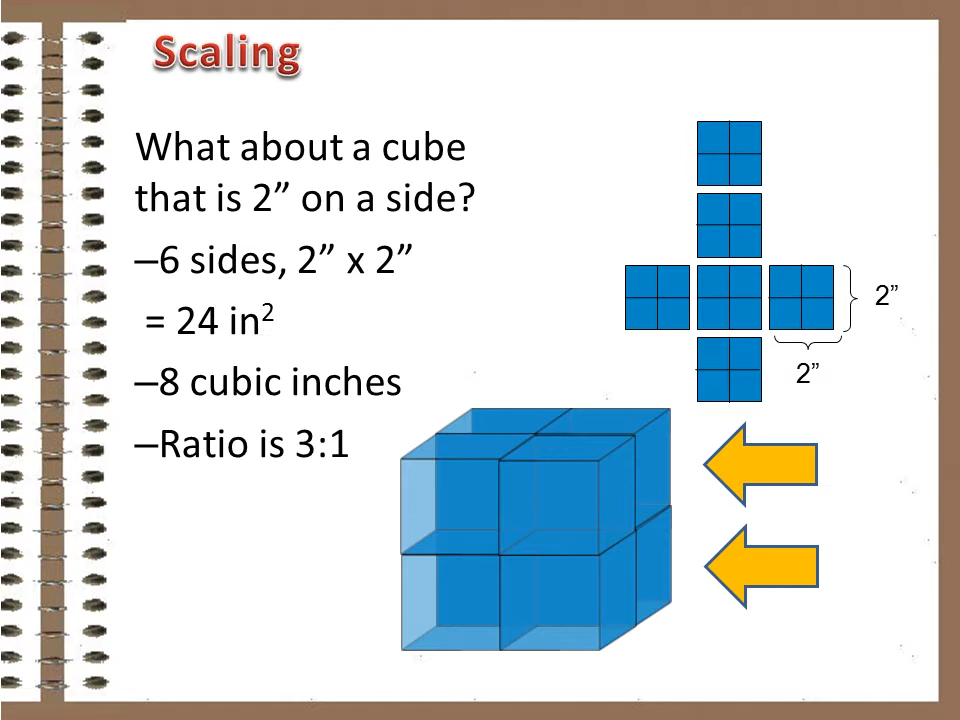 Scaling
What about a cube
that is 2” on a side?
–6 sides, 2” x 2”
= 24 in²
–8 cubic inches
–Ratio is 3:1
2”
2”